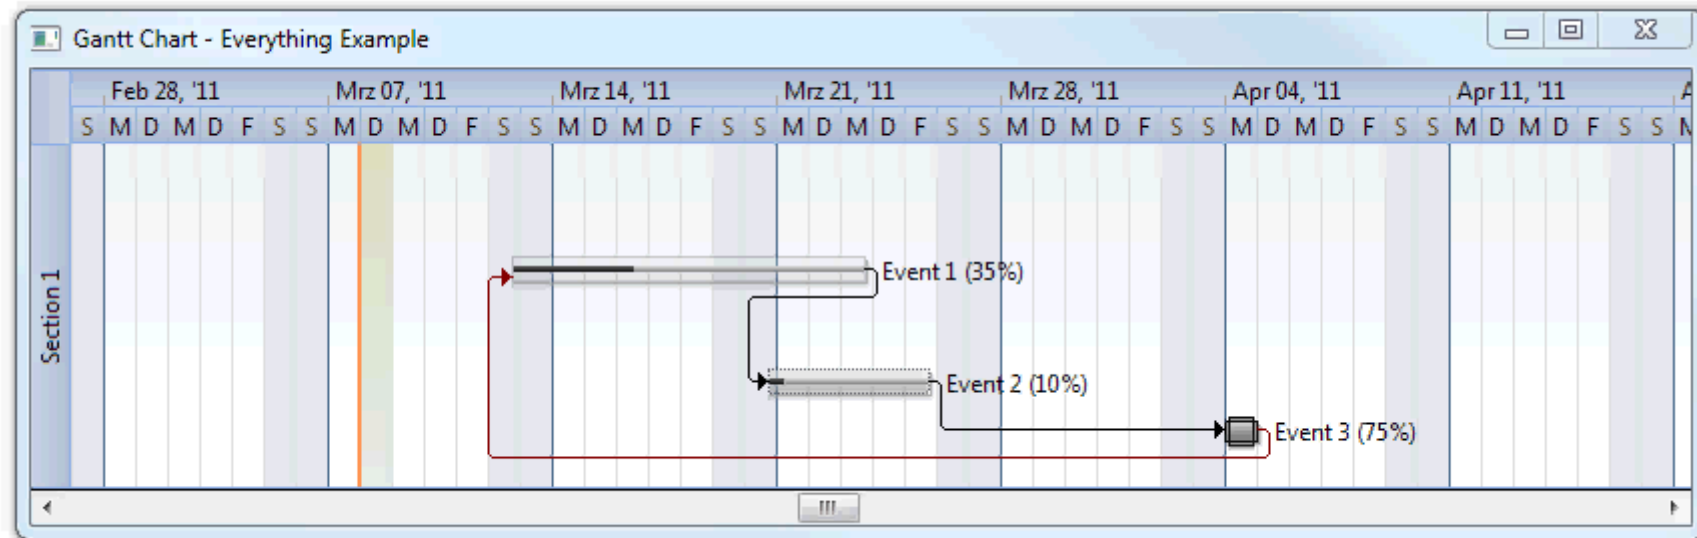 Gantt Chart - Everything Example
Feb 28, '11 Mrz 07, '11 Mrz 14, '11 Mrz 21, '11 Mrz 28, '11 Apr 04, '11 Apr 11, '11 A
S M D M D F S S M D M D F S S M D M D F S S M D M D F S S M D M D F S S M D M D F S S M D M D F S S M
Section 1
Event 1 (35%)
Event 2 (10%)
Event 3 (75%)